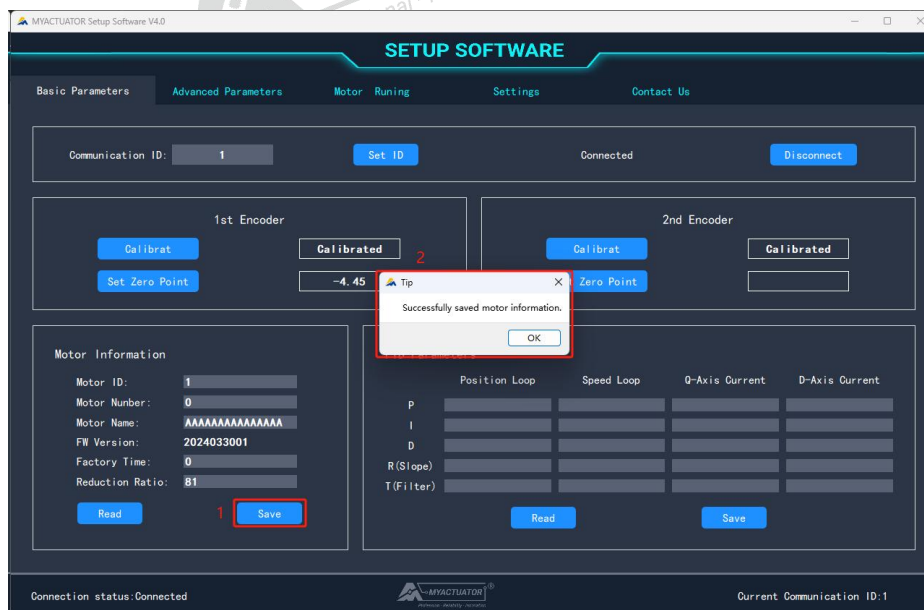 MYACTUATOR Setup Software V4.0
SETUP SOFTWARE
Basic Parameters Advanced Parameters Motor Runing Settings Contact Us
Communication ID: 1 Set ID Connected Disconnect
1st Encoder 2nd Encoder
Calibrat Calibrated Calibrat Calibrated
2
Set Zero Point -4.45 Zero Point
Tip
Successfully saved motor information.
OK
Motor Information
Motor ID: 1
Motor Nunber: 0
Motor Name: AAAAAAAAAAAAAAA
FW Version: 2024033001
Factory Time: 0
Reduction Ratio: 81
Read 1 Save
Position Loop Speed Loop Q-Axis Current D-Axis Current
P
I
D
R(Slope)
T(Filter)
Read Save
Connection status:Connected MYACTUATOR® Current Communication ID:1